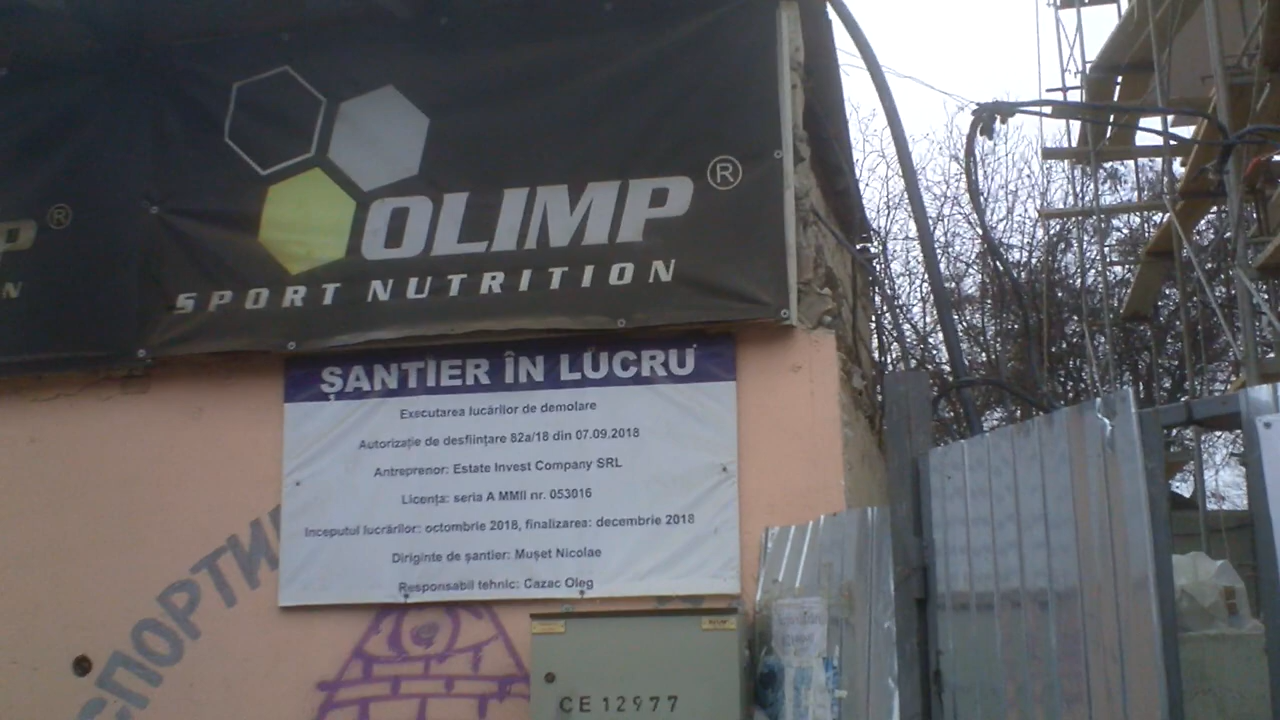 P®
N
OLIMP®
SPORT NUTRITION
ȘANTIER ÎN LUCRU
Executarea lucărilor de demolare
Autorizație de desființare 82a/18 din 07.09.2018
Antreprenor: Estate Invest Company SRL
Licența: seria A MMII nr. 053016
Inceputul lucrărilor: octombrie 2018, finalizarea: decembrie 2018
Diriginte de șantier: Mușet Nicolae
Responsabil tehnic: Cazac Oleg
СПОРТИ
CE 12977